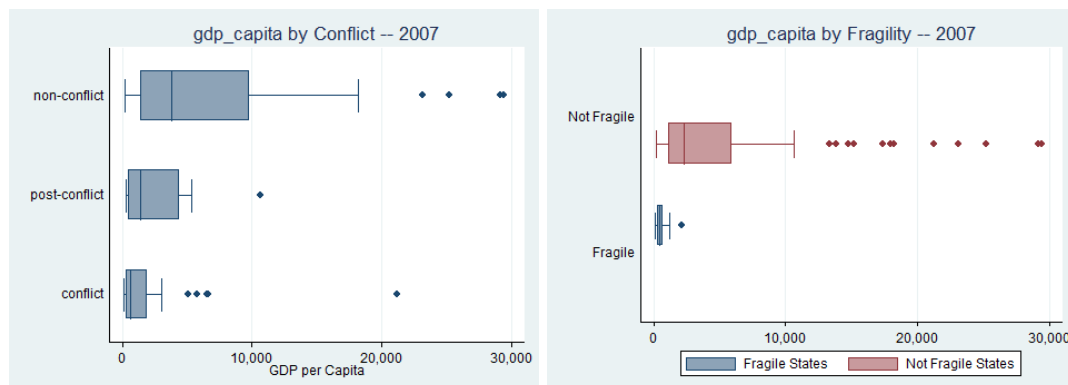 gdp_capita by Conflict -- 2007
non-conflict
post-conflict
conflict
0 10,000 20,000 30,000
GDP per Capita
gdp_capita by Fragility -- 2007
Not Fragile
Fragile
0 10,000 20,000 30,000
Fragile States Not Fragile States